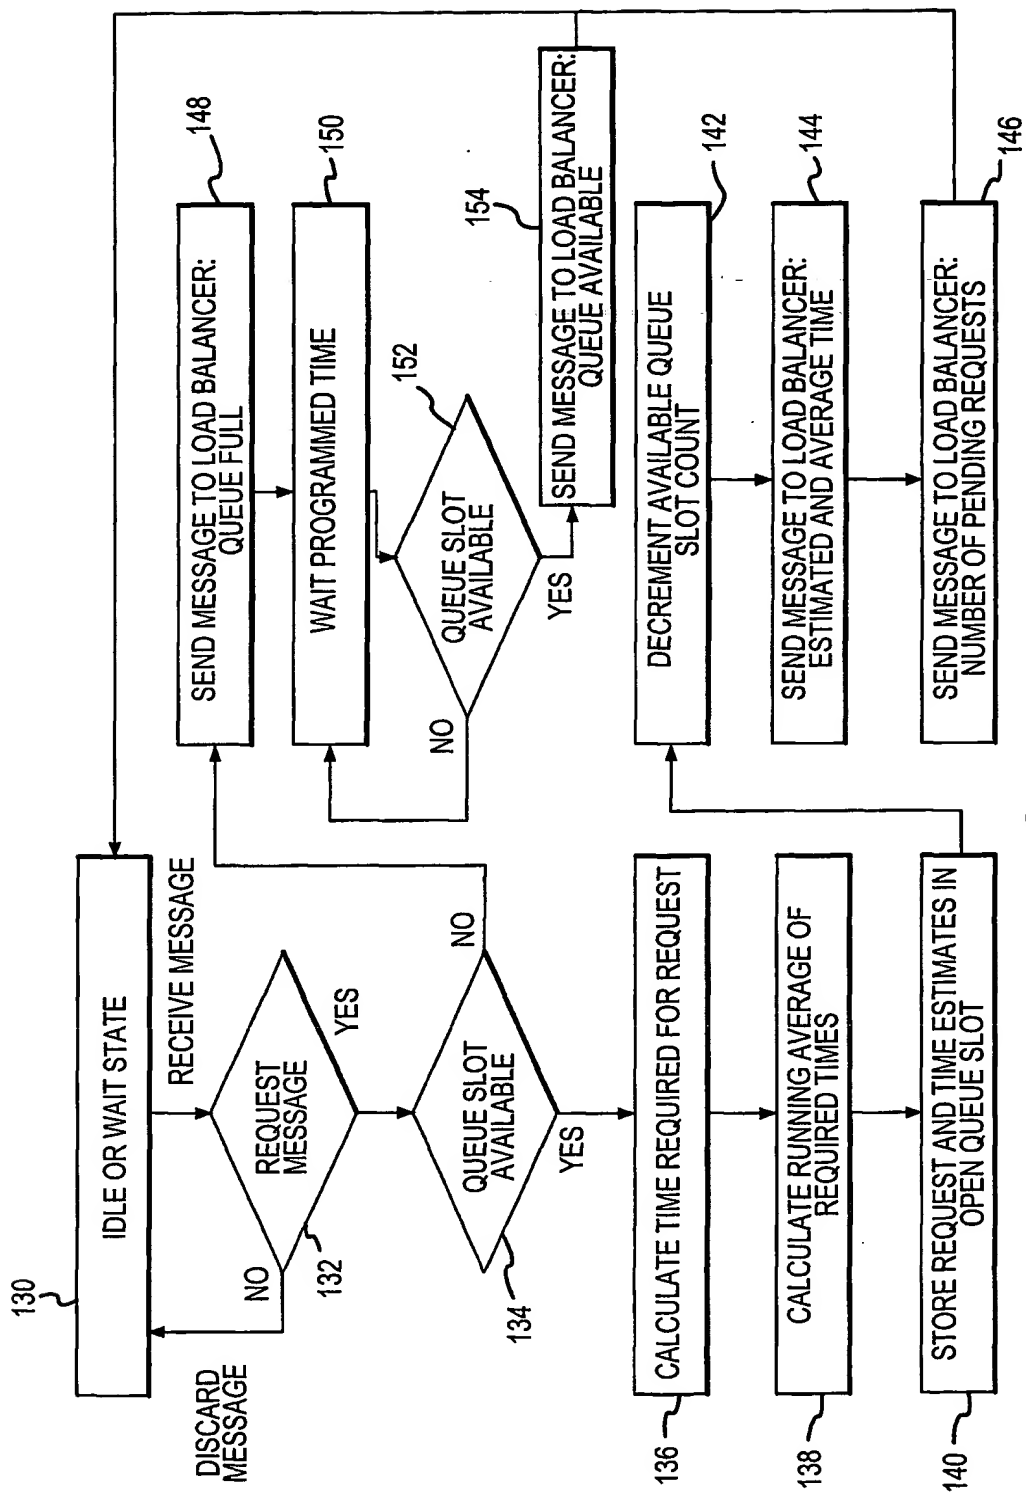 130
IDLE OR WAIT STATE
RECEIVE MESSAGE
DISCARD
MESSAGE
NO
REQUEST
MESSAGE
YES
132
QUEUE SLOT
AVAILABLE
NO
YES
134
CALCULATE TIME REQUIRED FOR REQUEST
136
CALCULATE RUNNING AVERAGE OF
REQUIRED TIMES
138
STORE REQUEST AND TIME ESTIMATES IN
OPEN QUEUE SLOT
140
SEND MESSAGE TO LOAD BALANCER:
QUEUE FULL
148
WAIT PROGRAMMED TIME
150
QUEUE SLOT
AVAILABLE
152
NO
YES
154
SEND MESSAGE TO LOAD BALANCER:
QUEUE AVAILABLE
DECREMENT AVAILABLE QUEUE
SLOT COUNT
142
SEND MESSAGE TO LOAD BALANCER:
ESTIMATED AND AVERAGE TIME
144
SEND MESSAGE TO LOAD BALANCER:
NUMBER OF PENDING REQUESTS
146